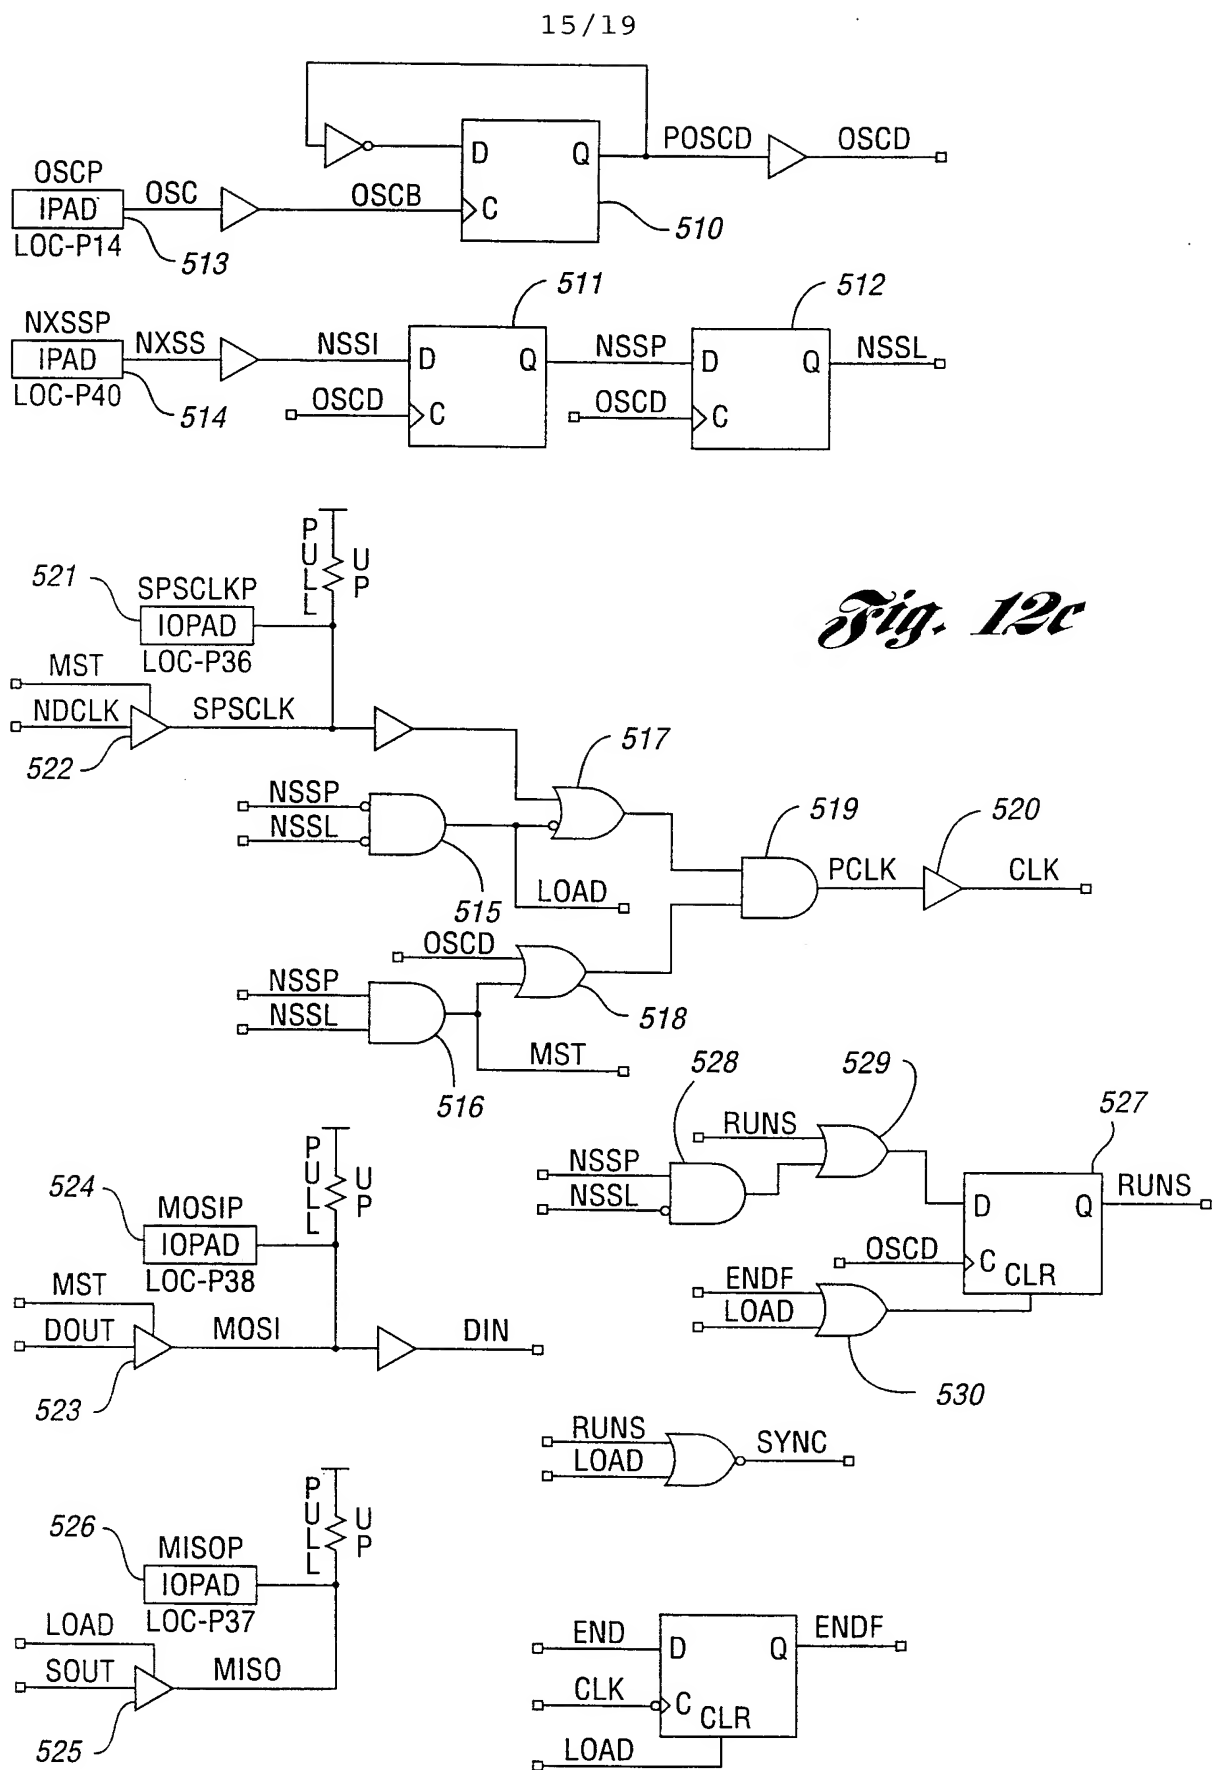 15/19
POSCD
OSCD
D
Q
OSCP
OSC
OSCB
C
IPAD
510
LOC-P14
513
511
512
NXSSP
NXSS
NSSI
D
Q
NSSP
D
Q
NSSL
IPAD
LOC-P40
514
OSCD
C
OSCD
C
PULL
UP
521
SPSCLKP
IOPAD
LOC-P36
Fig. 12c
MST
NDCLK
SPSCLK
522
517
NSSP
NSSL
519
520
PCLK
CLK
LOAD
515
OSCD
NSSP
NSSL
518
MST
516
528
529
527
RUNS
NSSP
NSSL
D
Q
RUNS
OSCD
C
CLR
ENDF
LOAD
530
PULL
UP
524
MOSIP
IOPAD
LOC-P38
MST
DOUT
MOSI
DIN
523
RUNS
LOAD
SYNC
PULL
UP
526
MISOP
IOPAD
LOC-P37
LOAD
SOUT
MISO
525
END
D
Q
ENDF
CLK
C
CLR
LOAD